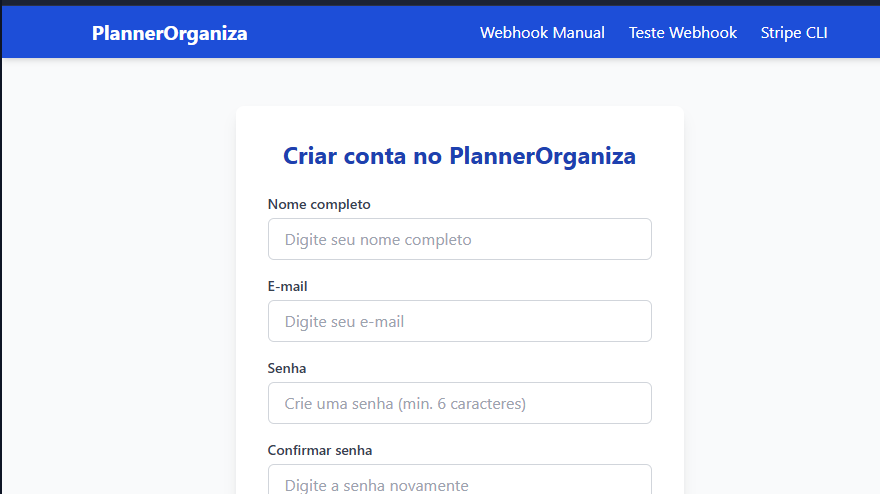 PlannerOrganiza Webhook Manual Teste Webhook Stripe CLI
Criar conta no PlannerOrganiza
Nome completo
Digite seu nome completo
E-mail
Digite seu e-mail
Senha
Crie uma senha (min. 6 caracteres)
Confirmar senha
Digite a senha novamente